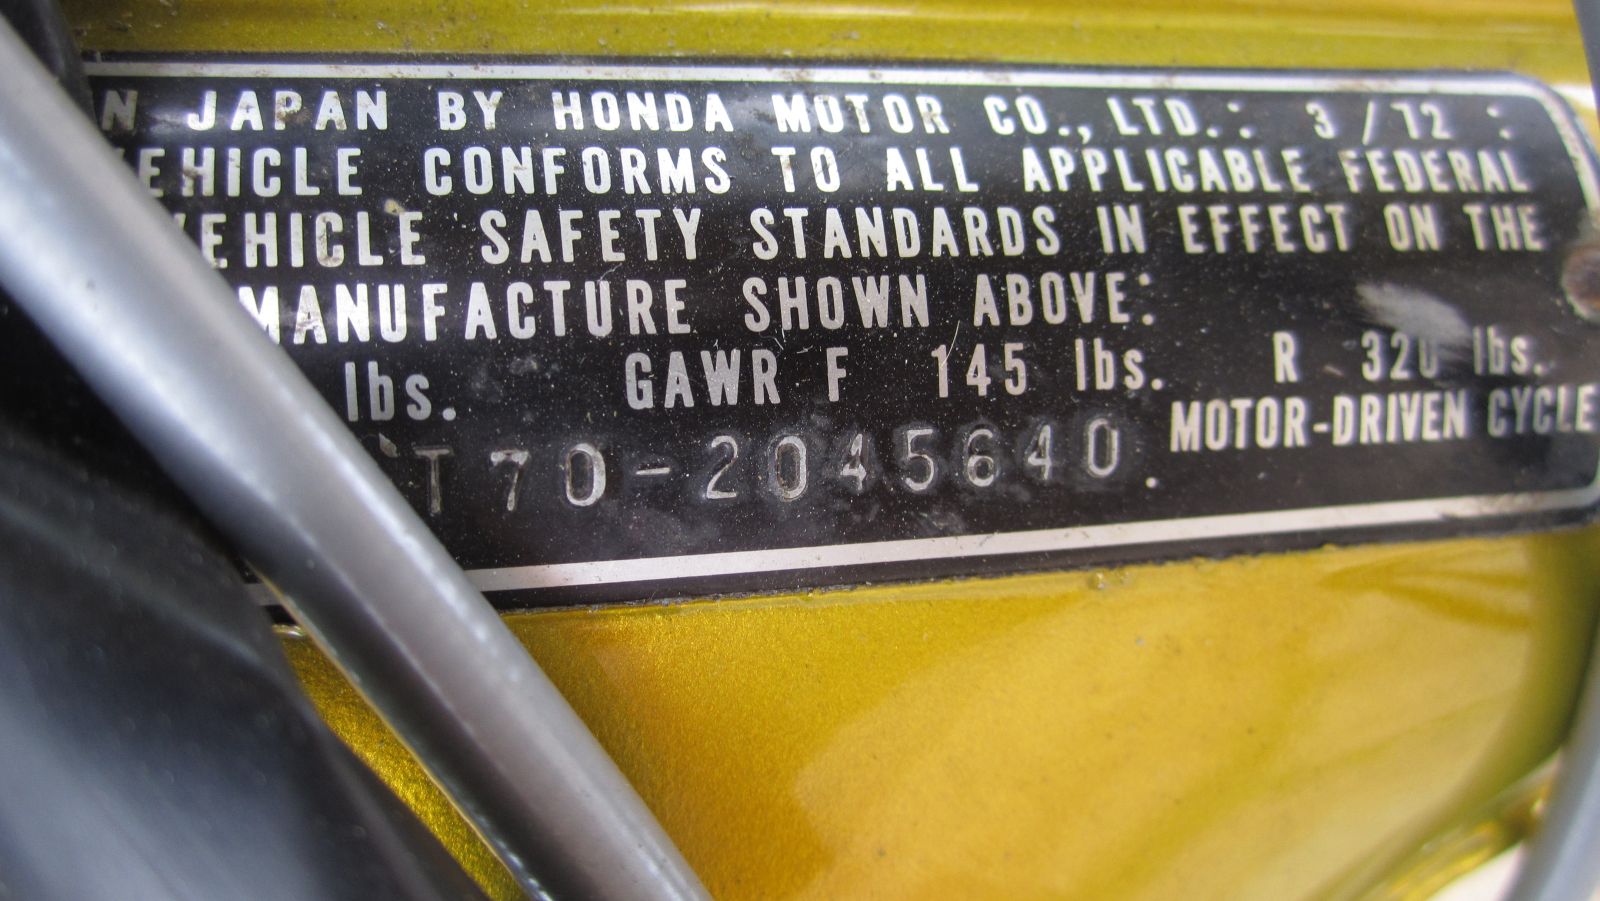 N JAPAN BY HONDA MOTOR CO., LTD.: 3/72 :
EHICLE CONFORMS TO ALL APPLICABLE FEDERAL
EHICLE SAFETY STANDARDS IN EFFECT ON THE
MANUFACTURE SHOWN ABOVE:
lbs. GAWR F 145 lbs. R 320 lbs.
T70-2045640. MOTOR-DRIVEN CYCLE